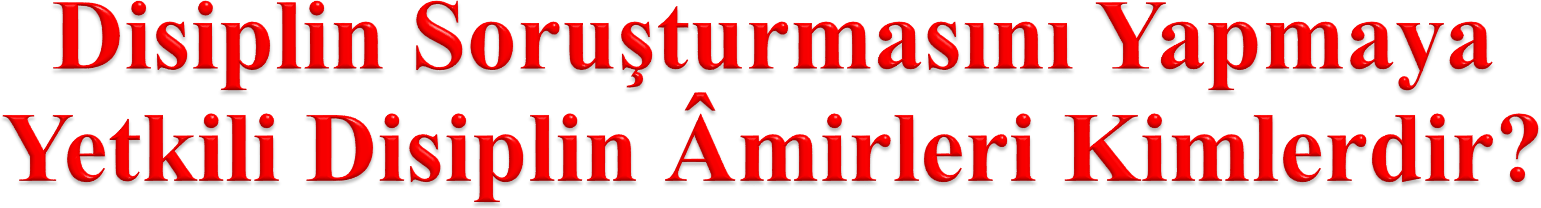 Disiplin Soruşturmasını Yapmaya
Yetkili Disiplin Âmirleri Kimlerdir?